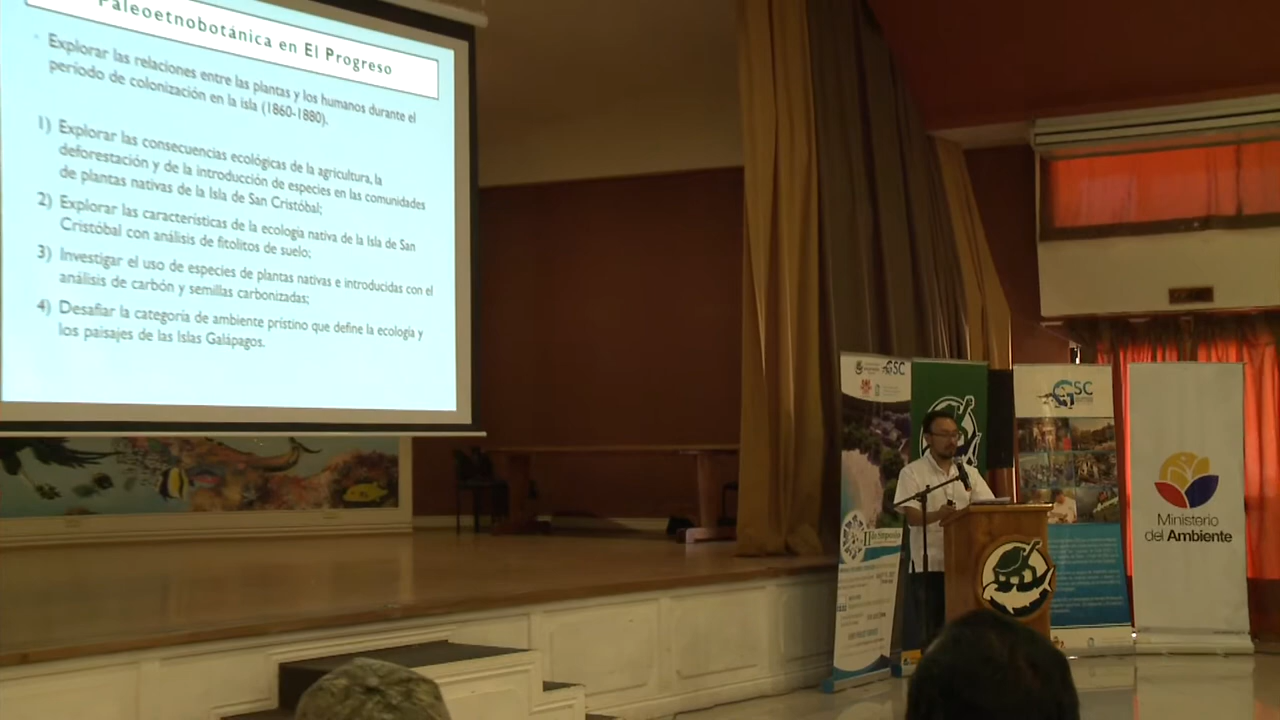 Paleoetnobotánica en El Progreso
Explorar las relaciones entre las plantas y los humanos durante el
período de colonización en la isla (1860-1880).
1) Explorar las consecuencias ecológicas de la agricultura, la
deforestación y de la introducción de especies en las comunidades
de plantas nativas de la Isla de San Cristóbal;
2) Explorar las características de la ecología nativa de la Isla de San
Cristóbal con análisis de fitolitos de suelo;
3) Investigar el uso de especies de plantas nativas e introducidas con el
análisis de carbón y semillas carbonizadas;
4) Desafiar la categoría de ambiente prístino que define la ecología y
los paisajes de las Islas Galápagos.
GSC
II do Simposio
GSC
Ministerio
del Ambiente